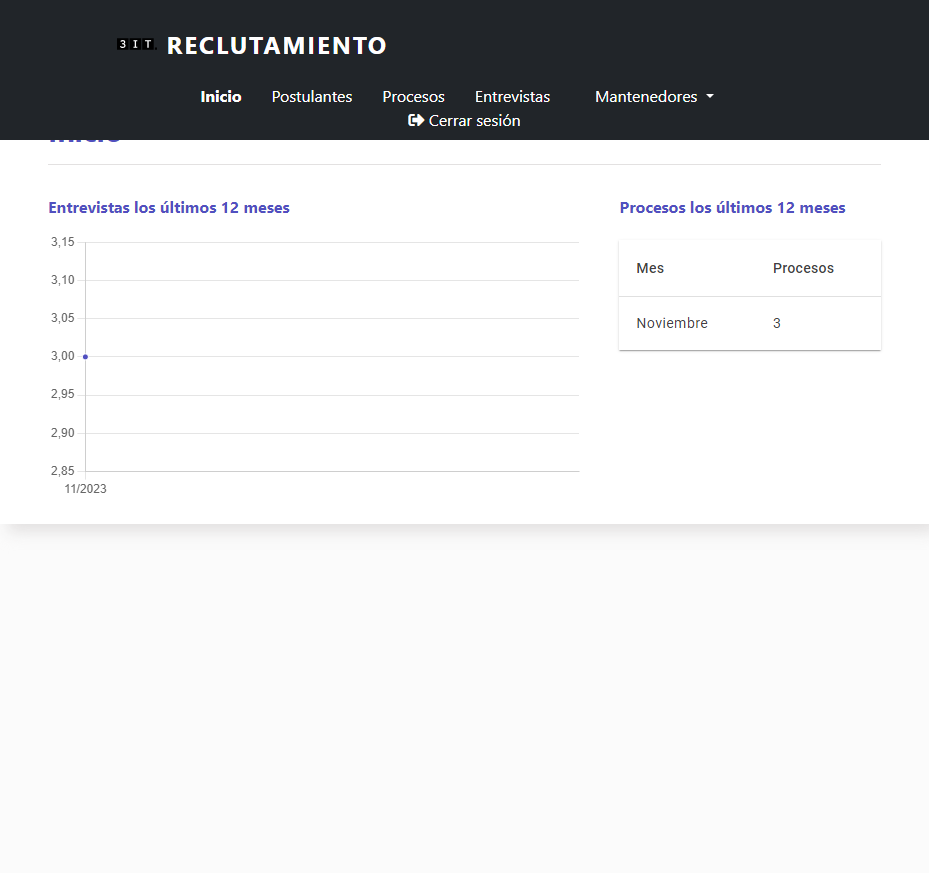 3IT RECLUTAMIENTO
Inicio Postulantes Procesos Entrevistas Mantenedores
Cerrar sesión
Inicio
Entrevistas los últimos 12 meses
3,15
3,10
3,05
3,00
2,95
2,90
2,85
11/2023
Procesos los últimos 12 meses
Mes Procesos
Noviembre 3